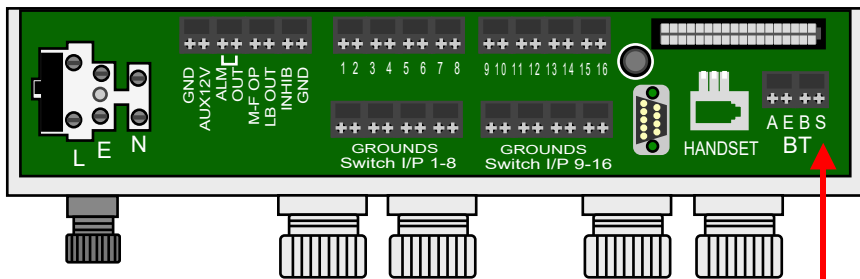 GND
AUX12V
ALM
OUT
M-F OP
LB OUT
INHIB
GND
1 2 3 4 5 6 7 8
9 10 11 12 13 14 15 16
L E N
GROUNDS
Switch I/P 1-8
GROUNDS
Switch I/P 9-16
HANDSET
A E B S
BT